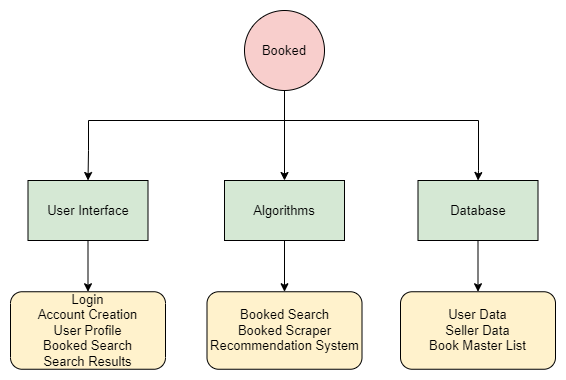 Booked
User Interface
Algorithms
Database
Login
Account Creation
User Profile
Booked Search
Search Results
Booked Search
Booked Scraper
Recommendation System
User Data
Seller Data
Book Master List